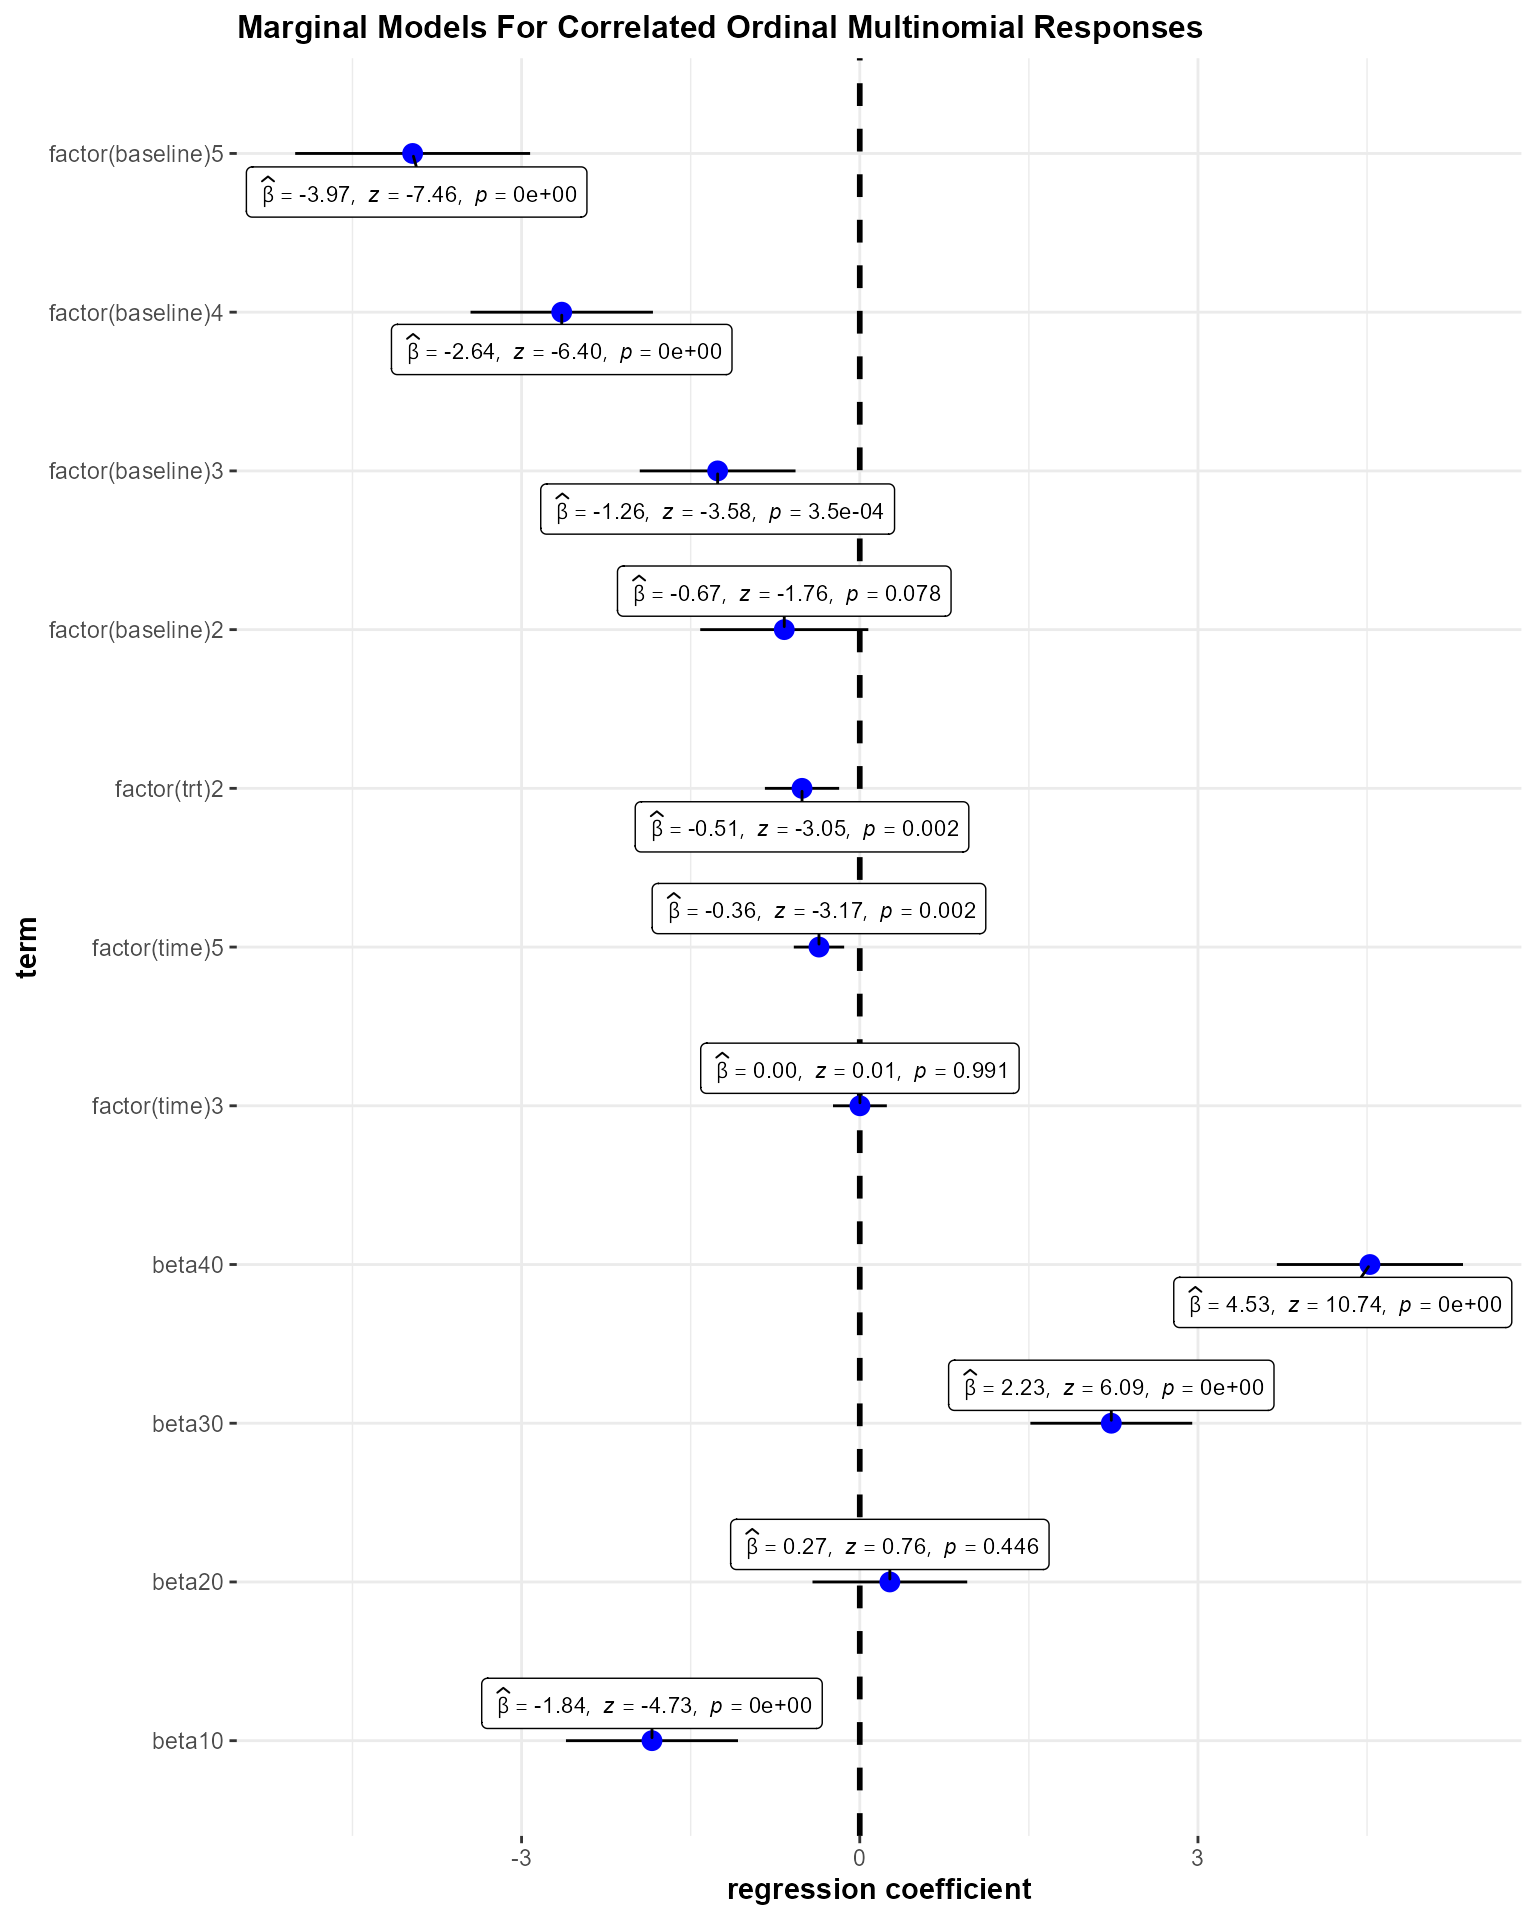 Marginal Models For Correlated Ordinal Multinomial Responses
factor(baseline)5
β̂ = -3.97, z = -7.46, p = 0e+00
factor(baseline)4
β̂ = -2.64, z = -6.40, p = 0e+00
factor(baseline)3
β̂ = -1.26, z = -3.58, p = 3.5e-04
β̂ = -0.67, z = -1.76, p = 0.078
factor(baseline)2
factor(trt)2
β̂ = -0.51, z = -3.05, p = 0.002
β̂ = -0.36, z = -3.17, p = 0.002
factor(time)5
β̂ = 0.00, z = 0.01, p = 0.991
factor(time)3
beta40
β̂ = 4.53, z = 10.74, p = 0e+00
β̂ = 2.23, z = 6.09, p = 0e+00
beta30
β̂ = 0.27, z = 0.76, p = 0.446
beta20
β̂ = -1.84, z = -4.73, p = 0e+00
beta10
term
-3 0 3
regression coefficient